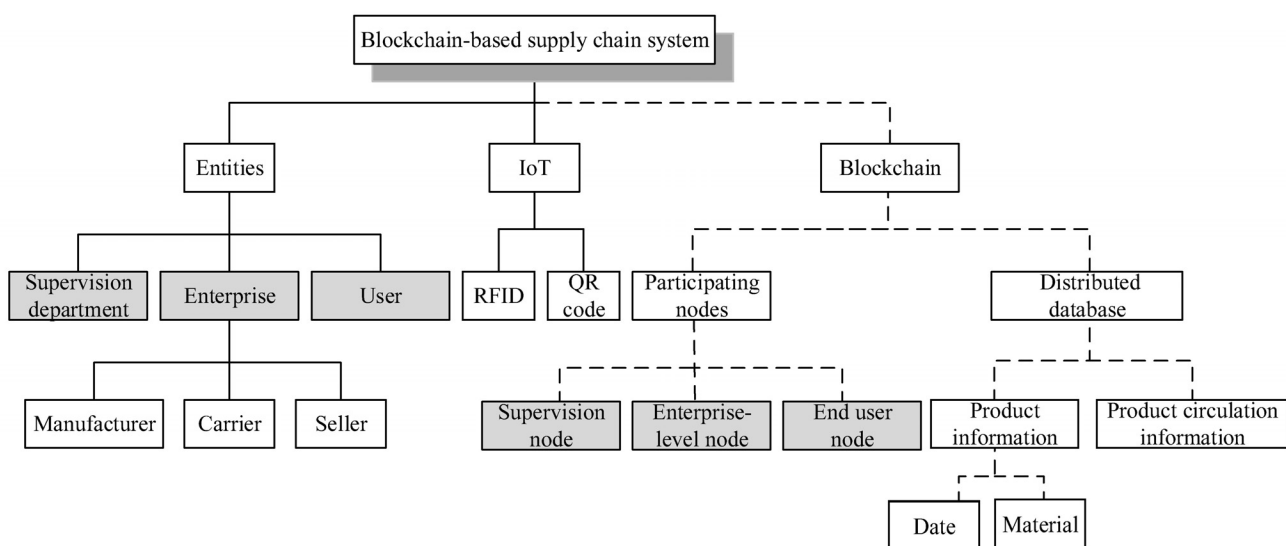 Blockchain-based supply chain system
Entities
IoT
Blockchain
Supervision
department
Enterprise
User
RFID
QR
code
Participating
nodes
Distributed
database
Manufacturer
Carrier
Seller
Supervision
node
Enterprise-
level node
End user
node
Product
information
Product circulation
information
Date
Material